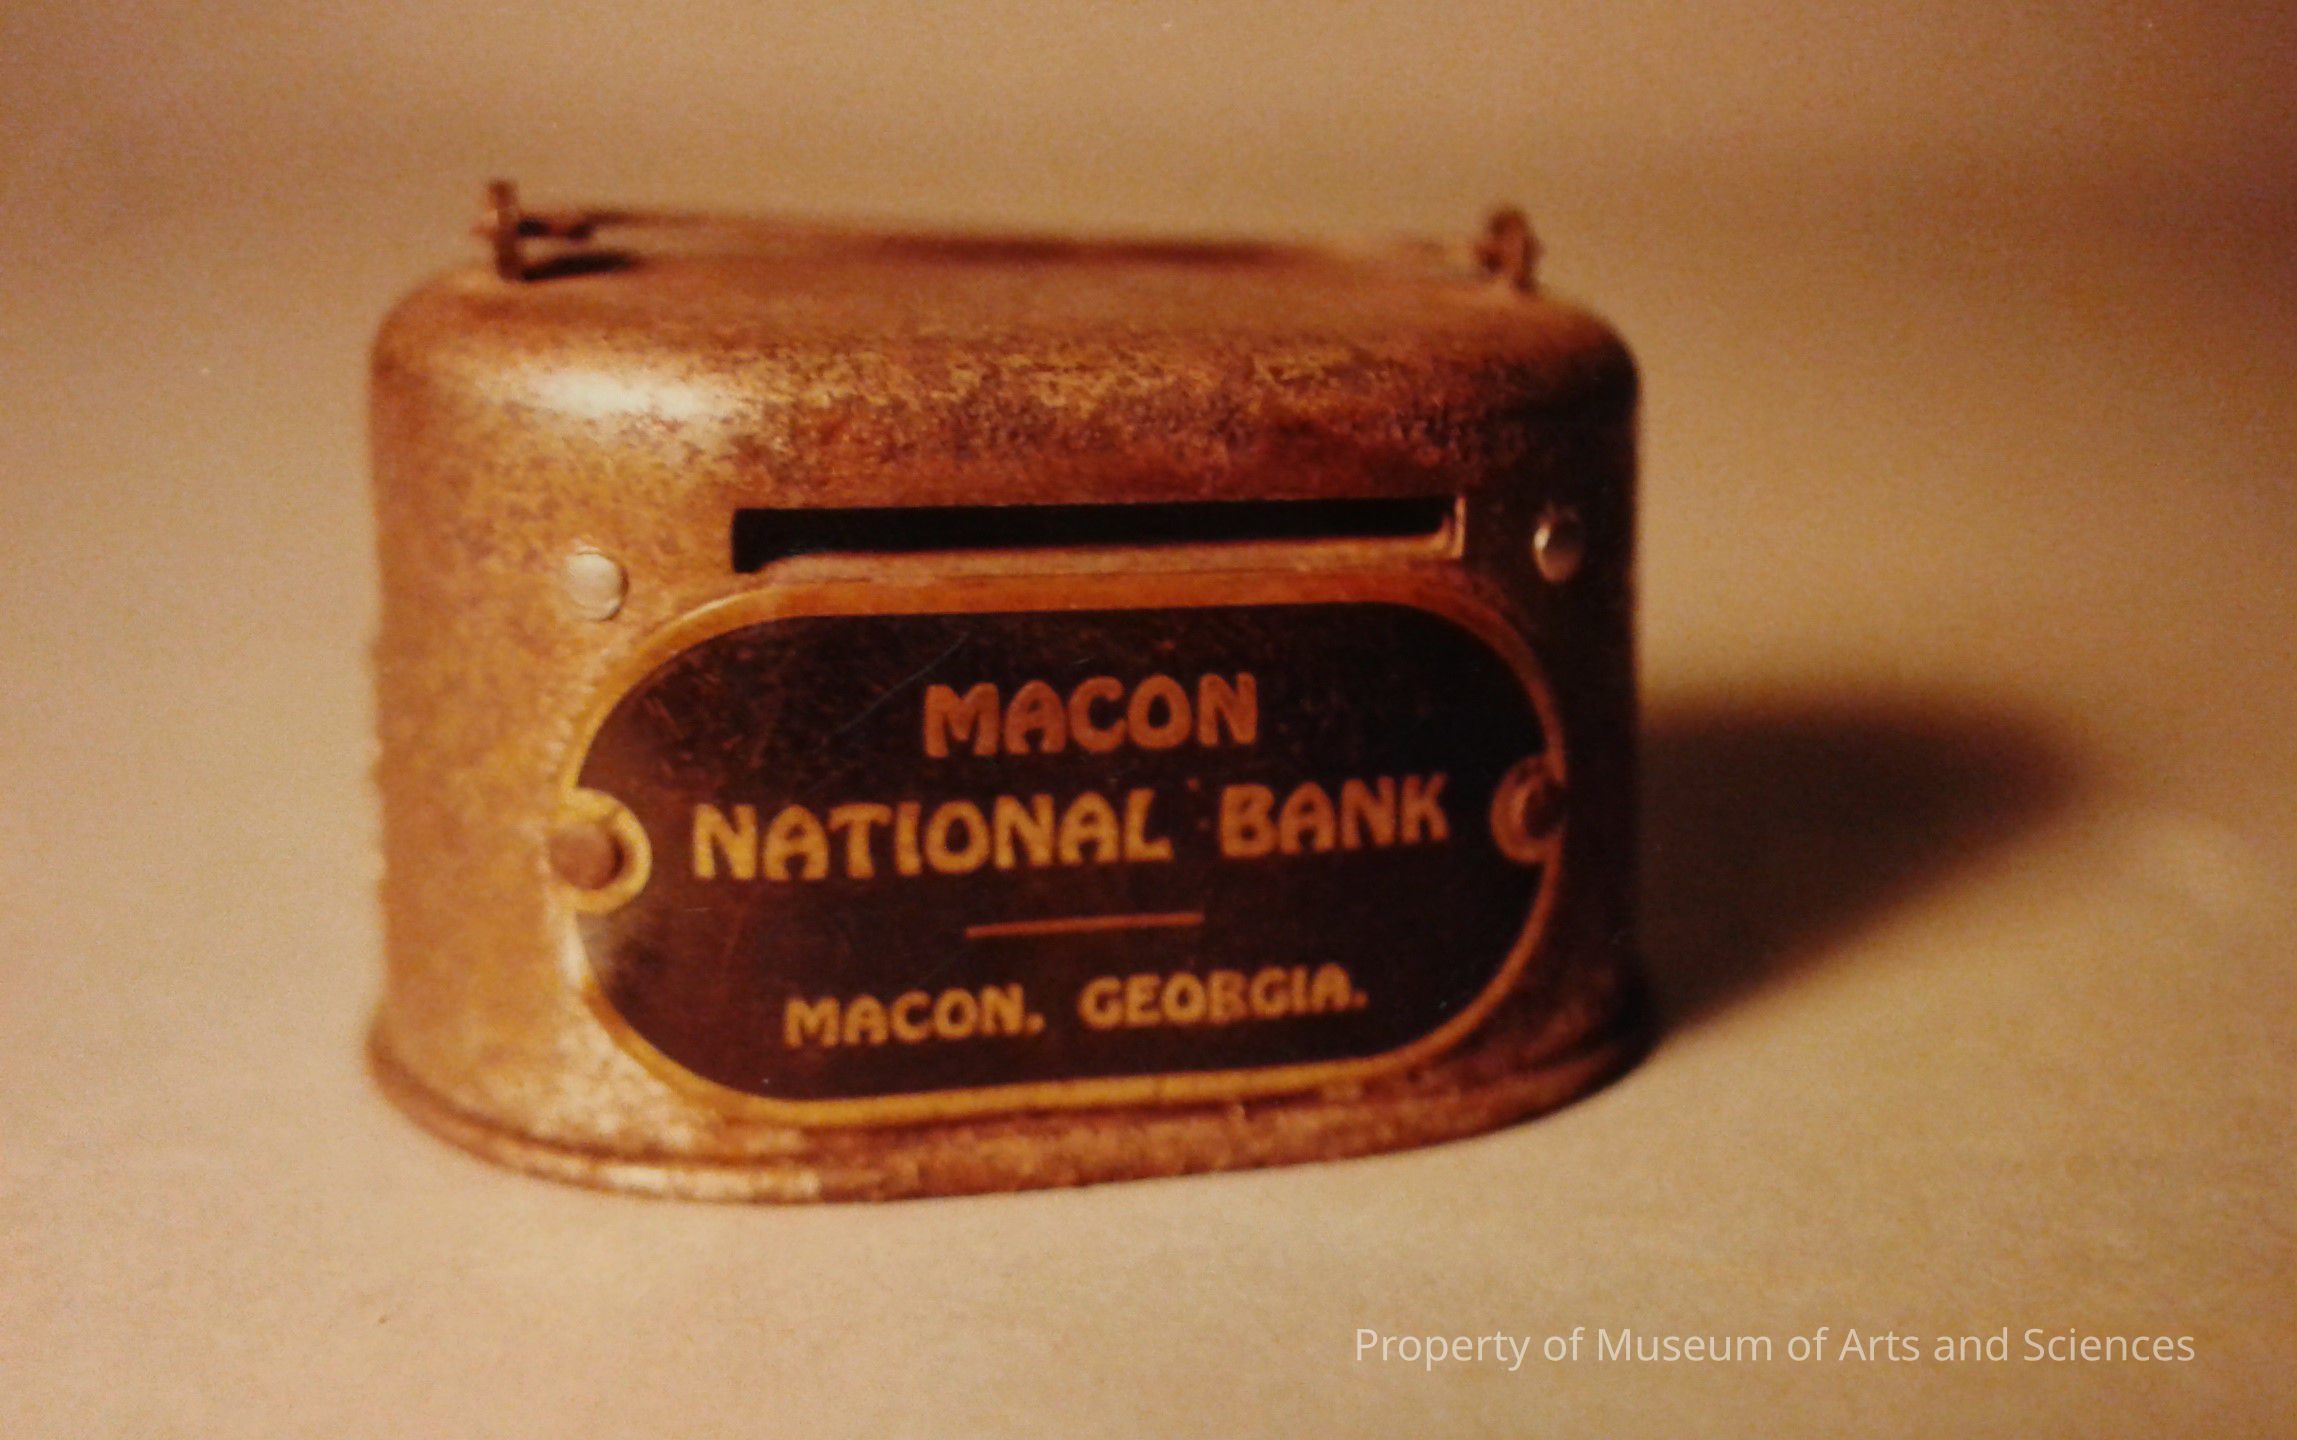 MACON
NATIONAL BANK
MACON, GEORGIA.
Property of Museum of Arts and Sciences